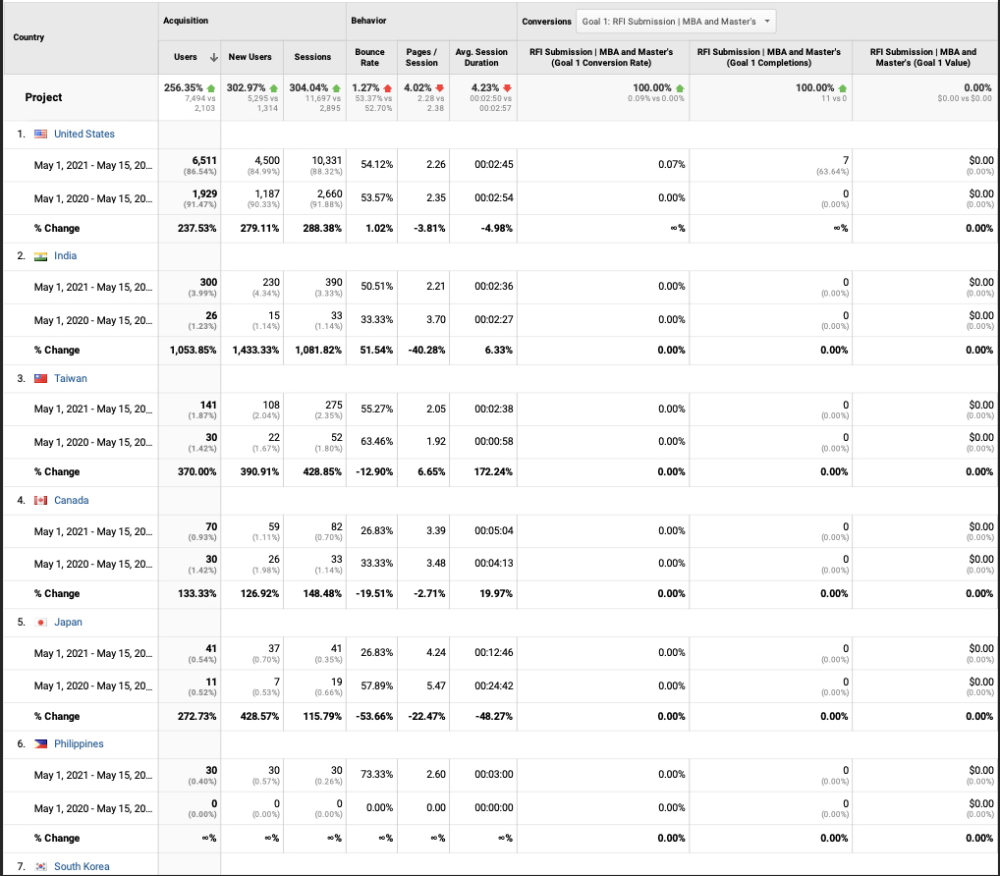 Country
Acquisition
Behavior
Conversions Goal 1: RFI Submission | MBA and Master's
Users
New Users
Sessions
Bounce Rate
Pages / Session
Avg. Session Duration
RFI Submission | MBA and Master's (Goal 1 Conversion Rate)
RFI Submission | MBA and Master's (Goal 1 Completions)
RFI Submission | MBA and Master's (Goal 1 Value)
Project
256.35% 7,494 vs 2,103
302.97% 5,295 vs 1,314
304.04% 11,697 vs 2,895
1.27% 53.37% vs 52.70%
4.02% 2.28 vs 2.38
4.23% 00:02:50 vs 00:02:57
100.00% 0.09% vs 0.00%
100.00% 11 vs 0
0.00% $0.00 vs $0.00
1. United States
May 1, 2021 - May 15, 20... 6,511 (86.54%) 4,500 (84.99%) 10,331 (88.32%) 54.12% 2.26 00:02:45 0.07% 7 (63.64%) $0.00 (0.00%)
May 1, 2020 - May 15, 20... 1,929 (91.47%) 1,187 (90.33%) 2,660 (91.88%) 53.57% 2.35 00:02:54 0.00% 0 (0.00%) $0.00 (0.00%)
% Change 237.53% 279.11% 288.38% 1.02% -3.81% -4.98% ∞% ∞% 0.00%
2. India
May 1, 2021 - May 15, 20... 300 (3.99%) 230 (4.34%) 390 (3.33%) 50.51% 2.21 00:02:36 0.00% 0 (0.00%) $0.00 (0.00%)
May 1, 2020 - May 15, 20... 26 (1.23%) 15 (1.14%) 33 (1.14%) 33.33% 3.70 00:02:27 0.00% 0 (0.00%) $0.00 (0.00%)
% Change 1,053.85% 1,433.33% 1,081.82% 51.54% -40.28% 6.33% 0.00% 0.00% 0.00%
3. Taiwan
May 1, 2021 - May 15, 20... 141 (1.87%) 108 (2.04%) 275 (2.35%) 55.27% 2.05 00:02:38 0.00% 0 (0.00%) $0.00 (0.00%)
May 1, 2020 - May 15, 20... 30 (1.42%) 22 (1.67%) 52 (1.80%) 63.46% 1.92 00:00:58 0.00% 0 (0.00%) $0.00 (0.00%)
% Change 370.00% 390.91% 428.85% -12.90% 6.65% 172.24% 0.00% 0.00% 0.00%
4. Canada
May 1, 2021 - May 15, 20... 70 (0.93%) 59 (1.11%) 82 (0.70%) 26.83% 3.39 00:05:04 0.00% 0 (0.00%) $0.00 (0.00%)
May 1, 2020 - May 15, 20... 30 (1.42%) 26 (1.98%) 33 (1.14%) 33.33% 3.48 00:04:13 0.00% 0 (0.00%) $0.00 (0.00%)
% Change 133.33% 126.92% 148.48% -19.51% -2.71% 19.97% 0.00% 0.00% 0.00%
5. Japan
May 1, 2021 - May 15, 20... 41 (0.54%) 37 (0.70%) 41 (0.35%) 26.83% 4.24 00:12:46 0.00% 0 (0.00%) $0.00 (0.00%)
May 1, 2020 - May 15, 20... 11 (0.52%) 7 (0.53%) 19 (0.66%) 57.89% 5.47 00:24:42 0.00% 0 (0.00%) $0.00 (0.00%)
% Change 272.73% 428.57% 115.79% -53.66% -22.47% -48.27% 0.00% 0.00% 0.00%
6. Philippines
May 1, 2021 - May 15, 20... 30 (0.40%) 30 (0.57%) 30 (0.26%) 73.33% 2.60 00:03:00 0.00% 0 (0.00%) $0.00 (0.00%)
May 1, 2020 - May 15, 20... 0 (0.00%) 0 (0.00%) 0 (0.00%) 0.00% 0.00 00:00:00 0.00% 0 (0.00%) $0.00 (0.00%)
% Change ∞% ∞% ∞% ∞% ∞% ∞% 0.00% 0.00% 0.00%
7. South Korea